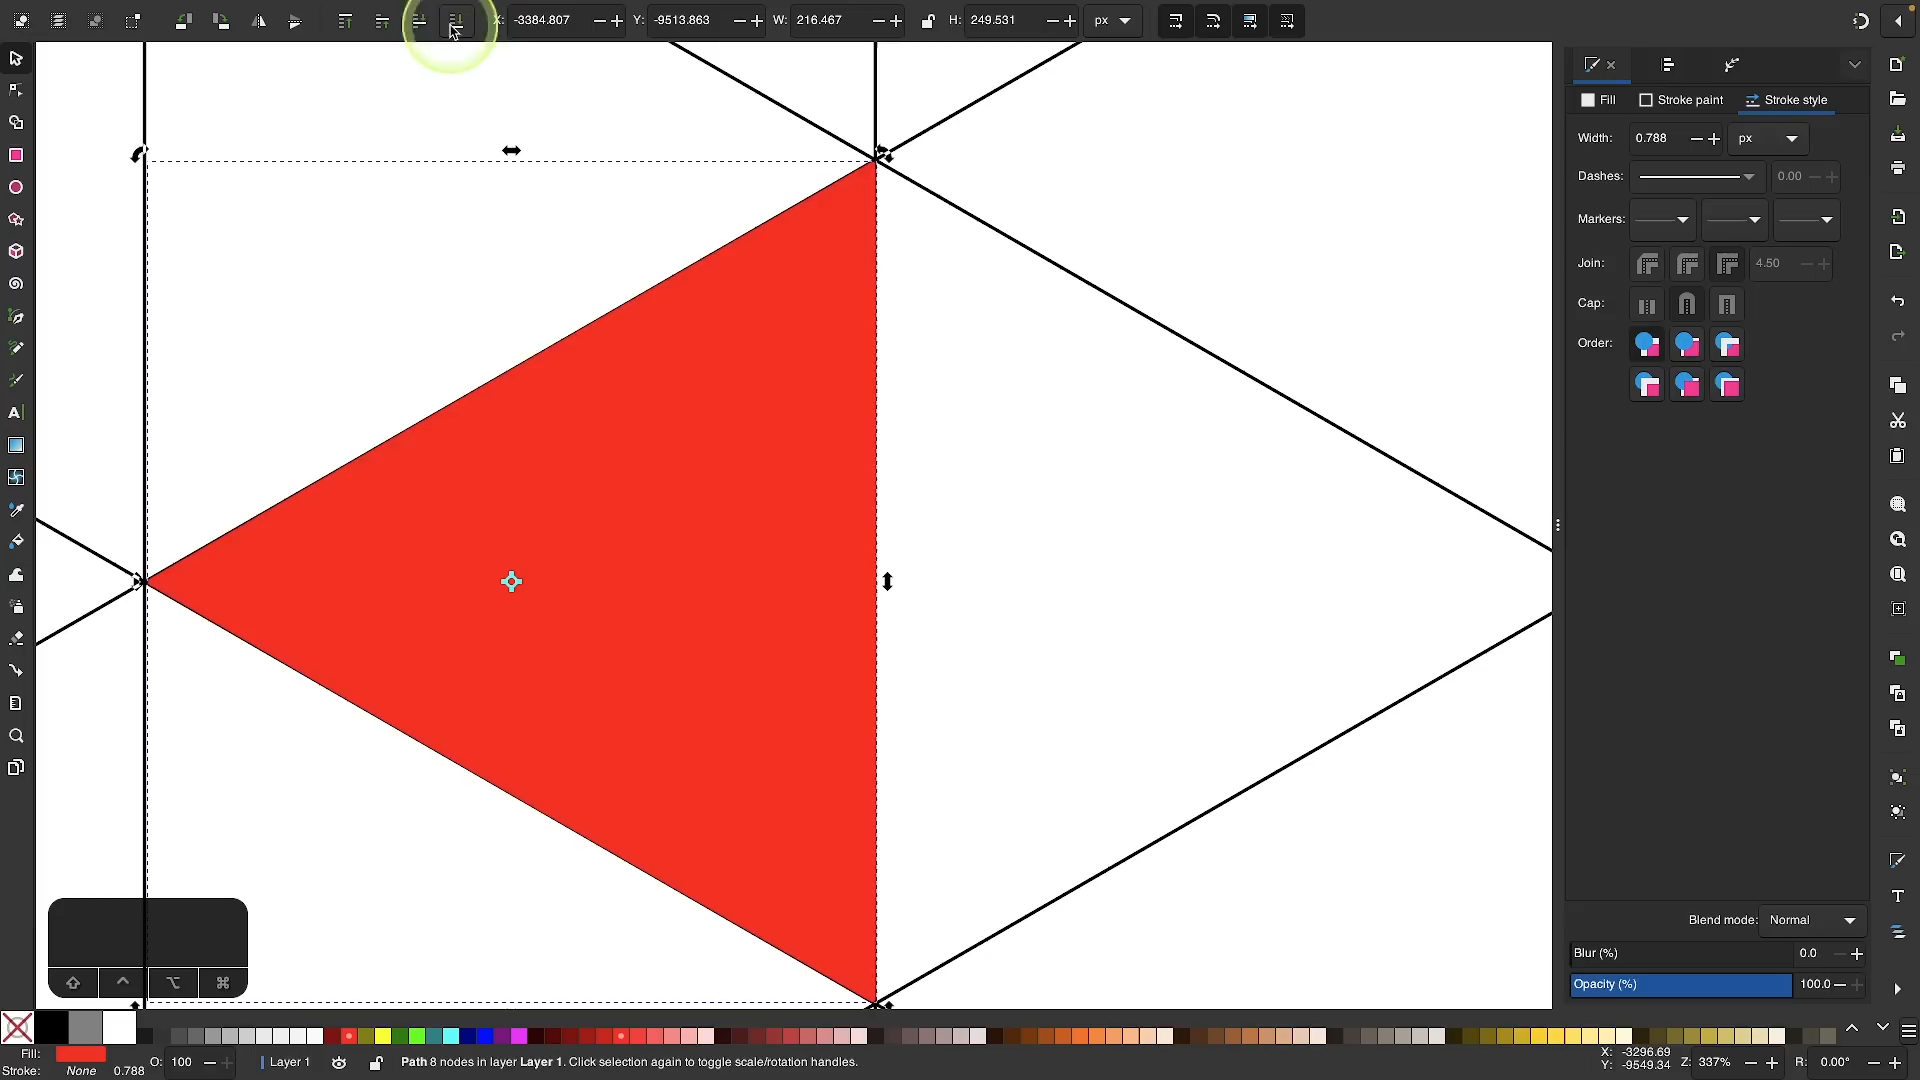 X: -3384.807 Y: -9513.863 W: 216.467 H: 249.531 px
Fill Stroke paint Stroke style
Width: 0.788 px
Dashes: 0.00
Markers:
Join: 4.50
Cap:
Order:
Blend mode: Normal
Blur (%) 0.0
Opacity (%) 100.0
Fill: O: 100 Layer 1 Path 8 nodes in layer Layer 1. Click selection again to toggle scale/rotation handles. X: -3296.69 Z: 337% R: 0.00°
Stroke: None 0.788 Y: -9549.34